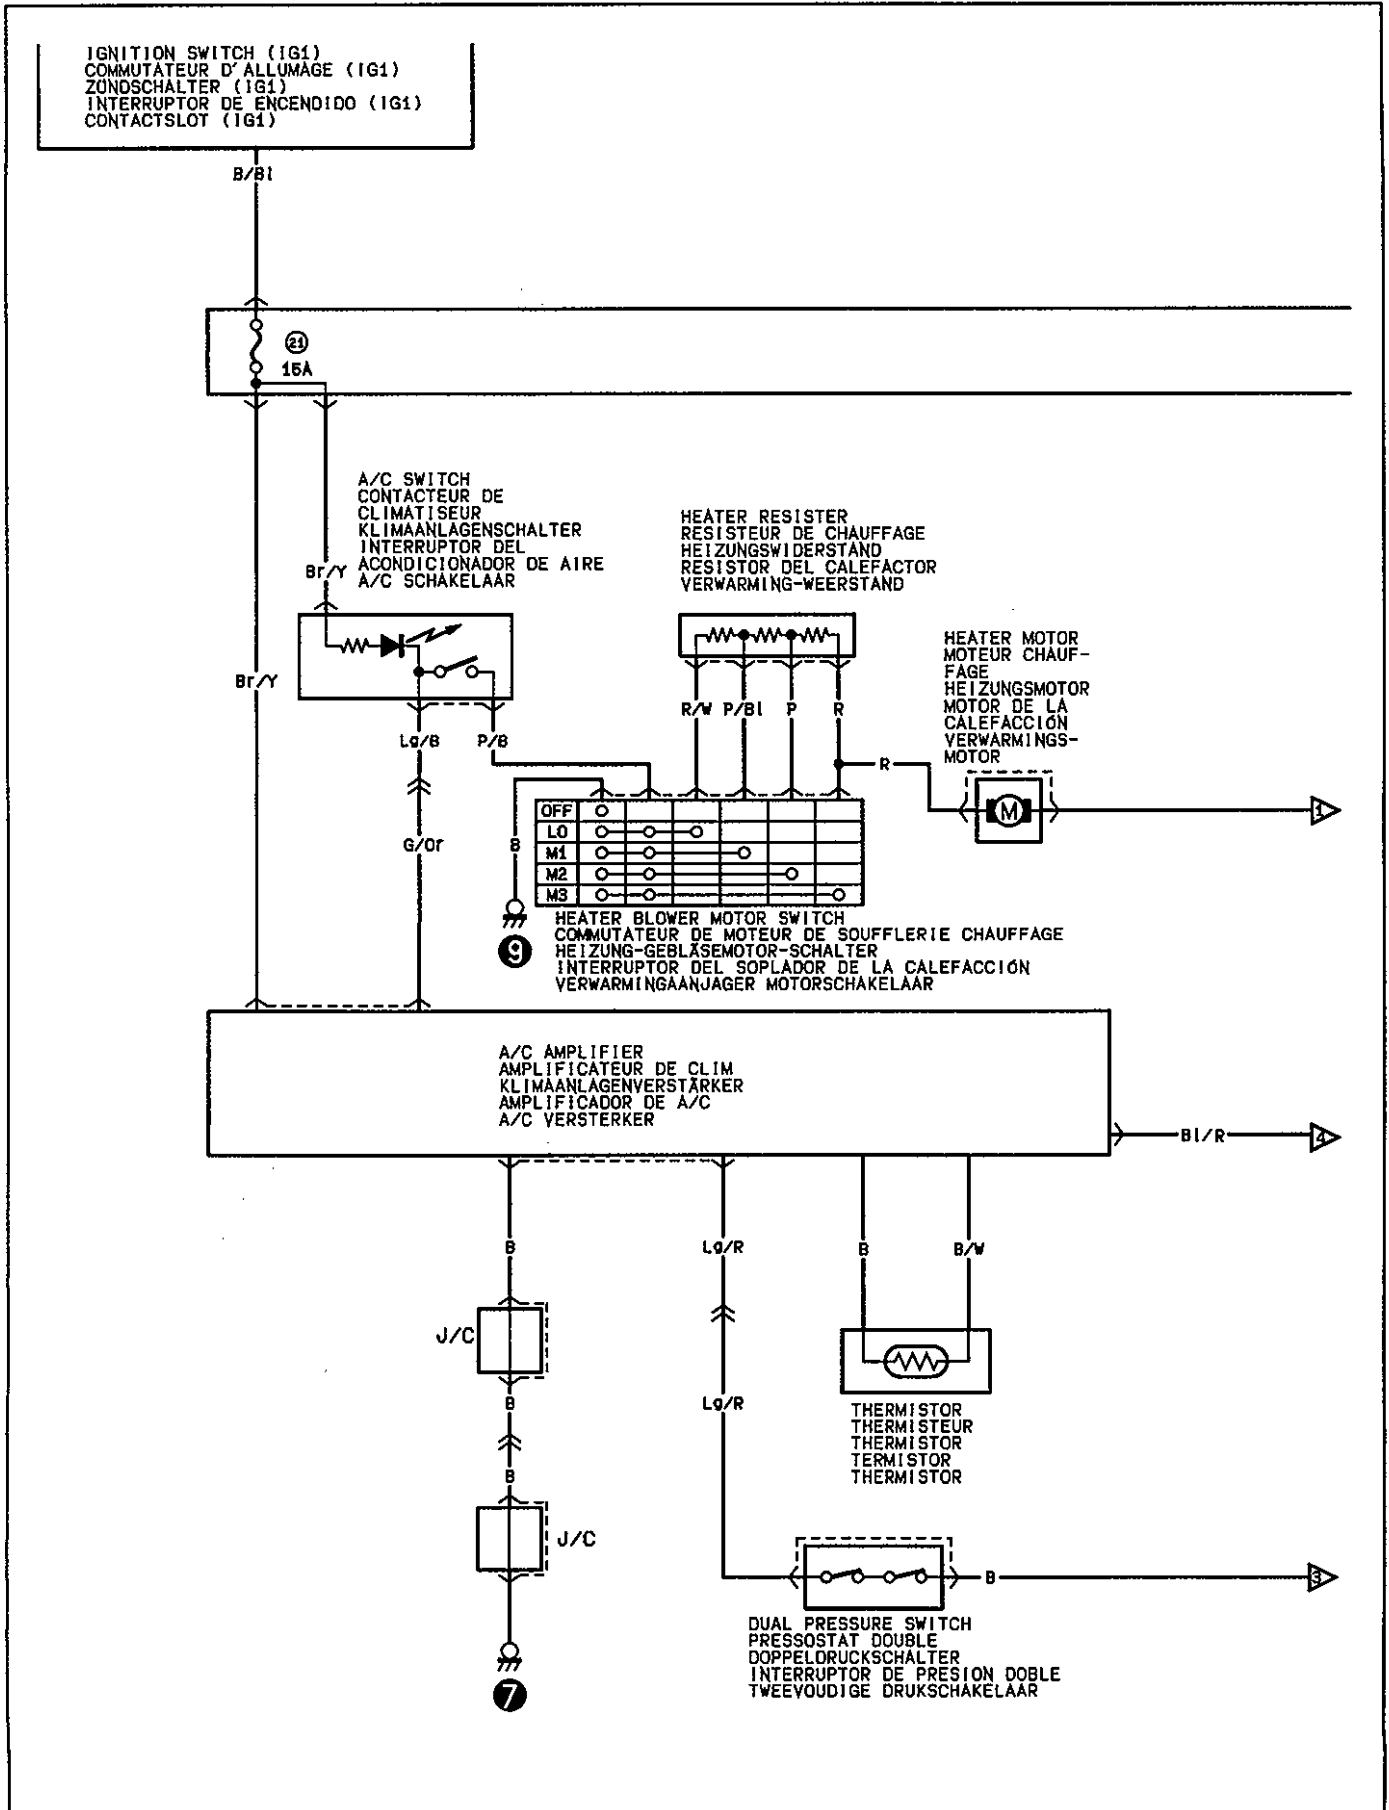 IGNITION SWITCH (IG1)
COMMUTATEUR D'ALLUMAGE (IG1)
ZÜNDSCHALTER (IG1)
INTERRUPTOR DE ENCENDIDO (IG1)
CONTACTSLOT (IG1)
B/Bl
21
15A
A/C SWITCH
CONTACTEUR DE
CLIMATISEUR
KLIMAANLAGENSCHALTER
INTERRUPTOR DEL
ACONDICIONADOR DE AIRE
A/C SCHAKELAAR
Br/Y
HEATER RESISTER
RESISTEUR DE CHAUFFAGE
HEIZUNGSWIDERSTAND
RESISTOR DEL CALEFACTOR
VERWARMING-WEERSTAND
HEATER MOTOR
MOTEUR CHAUF-
FAGE
HEIZUNGSMOTOR
MOTOR DE LA
CALEFACCIÓN
VERWARMINGS-
MOTOR
Br/Y
R/W P/Bl P R
Lg/B P/B
R
M
1
OFF
LO
M1
M2
M3
G/Or
B
9
HEATER BLOWER MOTOR SWITCH
COMMUTATEUR DE MOTEUR DE SOUFFLERIE CHAUFFAGE
HEIZUNG-GEBLÄSEMOTOR-SCHALTER
INTERRUPTOR DEL SOPLADOR DE LA CALEFACCIÓN
VERWARMINGAANJAGER MOTORSCHAKELAAR
A/C AMPLIFIER
AMPLIFICATEUR DE CLIM
KLIMAANLAGENVERSTÄRKER
AMPLIFICADOR DE A/C
A/C VERSTERKER
Bl/R
4
B
Lg/R
B
B/W
J/C
B
Lg/R
THERMISTOR
THERMISTEUR
THERMISTOR
TERMISTOR
THERMISTOR
B
J/C
B
3
DUAL PRESSURE SWITCH
PRESSOSTAT DOUBLE
DOPPELDRUCKSCHALTER
INTERRUPTOR DE PRESION DOBLE
TWEEVOUDIGE DRUKSCHAKELAAR
7